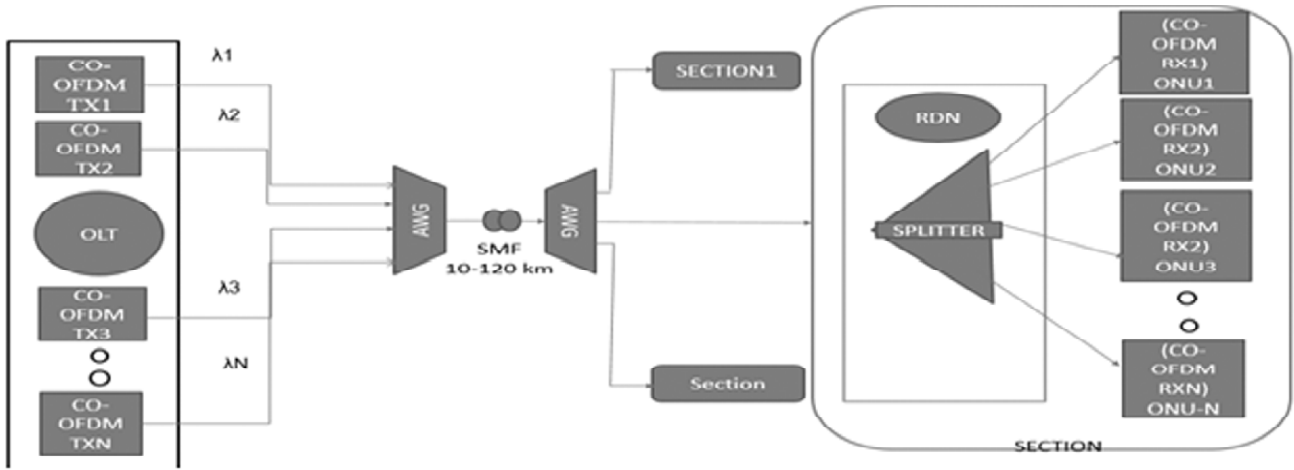 CO-
OFDM
TX1
CO-
OFDM
TX2
OLT
CO-
OFDM
TX3
CO-
OFDM
TXN
λ1
λ2
λ3
λN
AWG
SMF
10-120 km
AWG
SECTION1
Section
RDN
SPLITTER
(CO-
OFDM
RX1)
ONU1
(CO-
OFDM
RX2)
ONU2
(CO-
OFDM
RX2)
ONU3
(CO-
OFDM
RXN)
ONU-N
SECTION